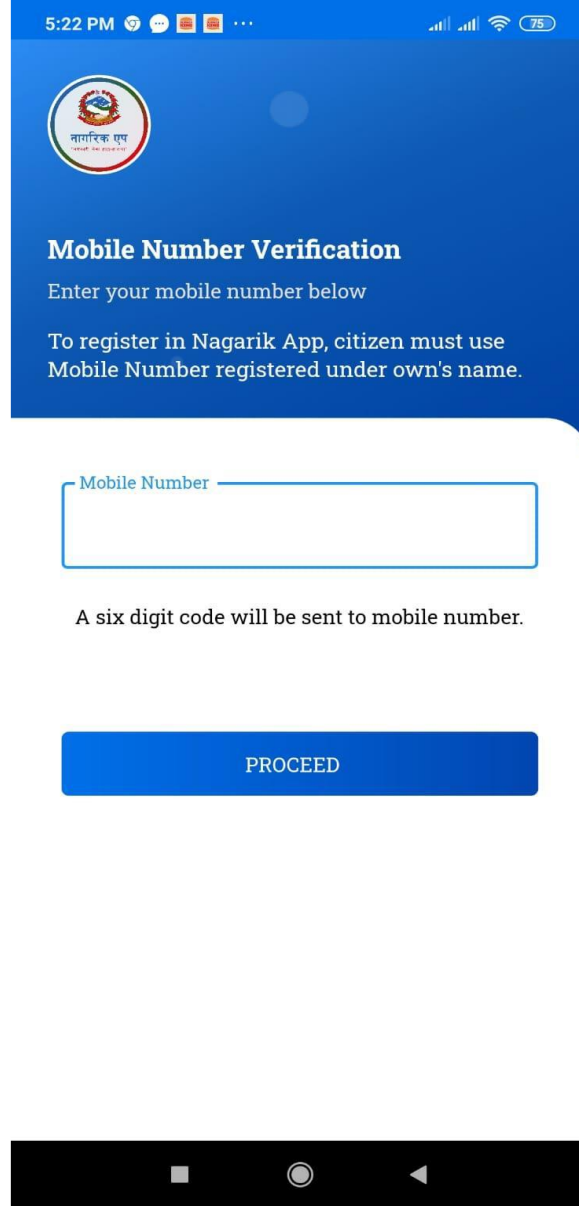 5:22 PM
75
नागरिक एप
Mobile Number Verification
Enter your mobile number below
To register in Nagarik App, citizen must use
Mobile Number registered under own's name.
Mobile Number
A six digit code will be sent to mobile number.
PROCEED